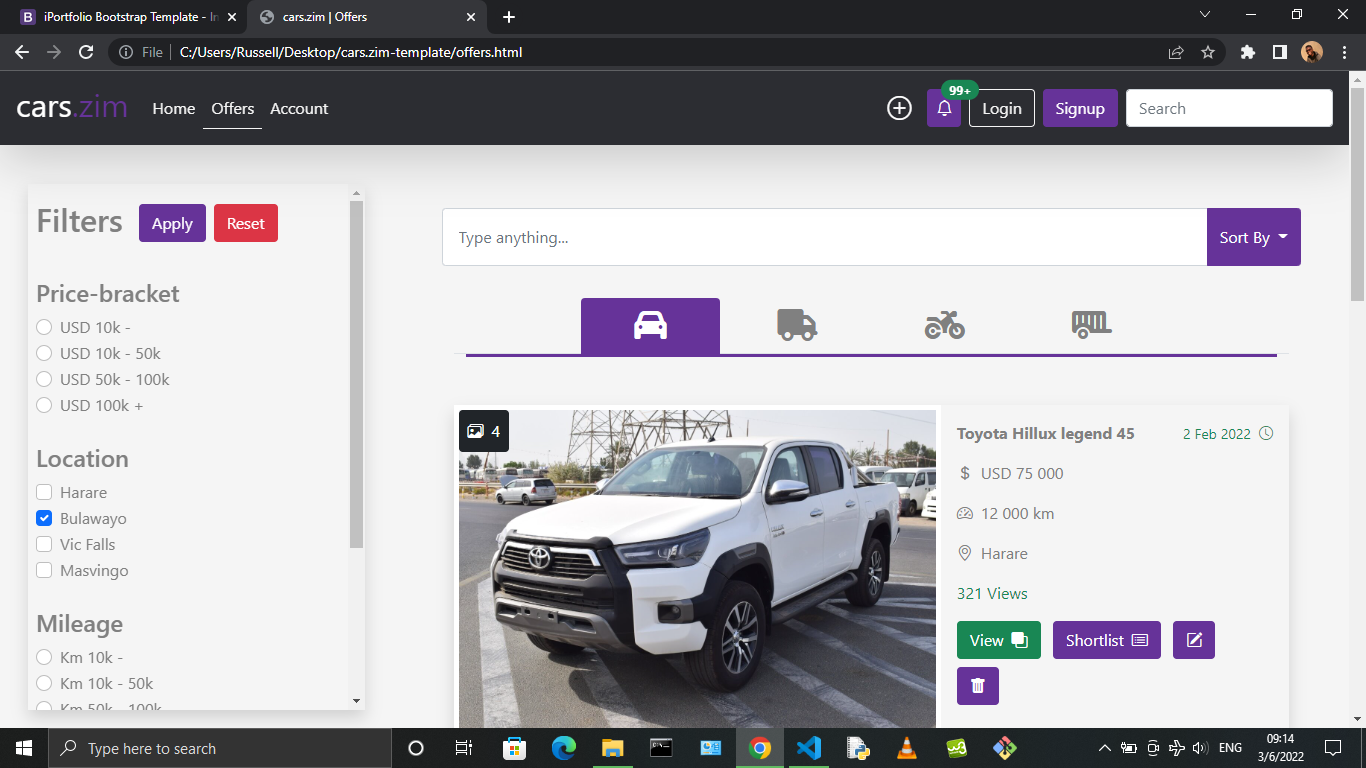 iPortfolio Bootstrap Template - In
cars.zim | Offers
File
C:/Users/Russell/Desktop/cars.zim-template/offers.html
cars.zim
Home
Offers
Account
99+
Login
Signup
Search
Filters
Apply
Reset
Price-bracket
USD 10k -
USD 10k - 50k
USD 50k - 100k
USD 100k +
Location
Harare
Bulawayo
Vic Falls
Masvingo
Mileage
Km 10k -
Km 10k - 50k
Km 50k - 100k
Type anything...
Sort By
4
Toyota Hillux legend 45
2 Feb 2022
$ USD 75 000
12 000 km
Harare
321 Views
View
Shortlist
Type here to search
ENG
09:14
3/6/2022